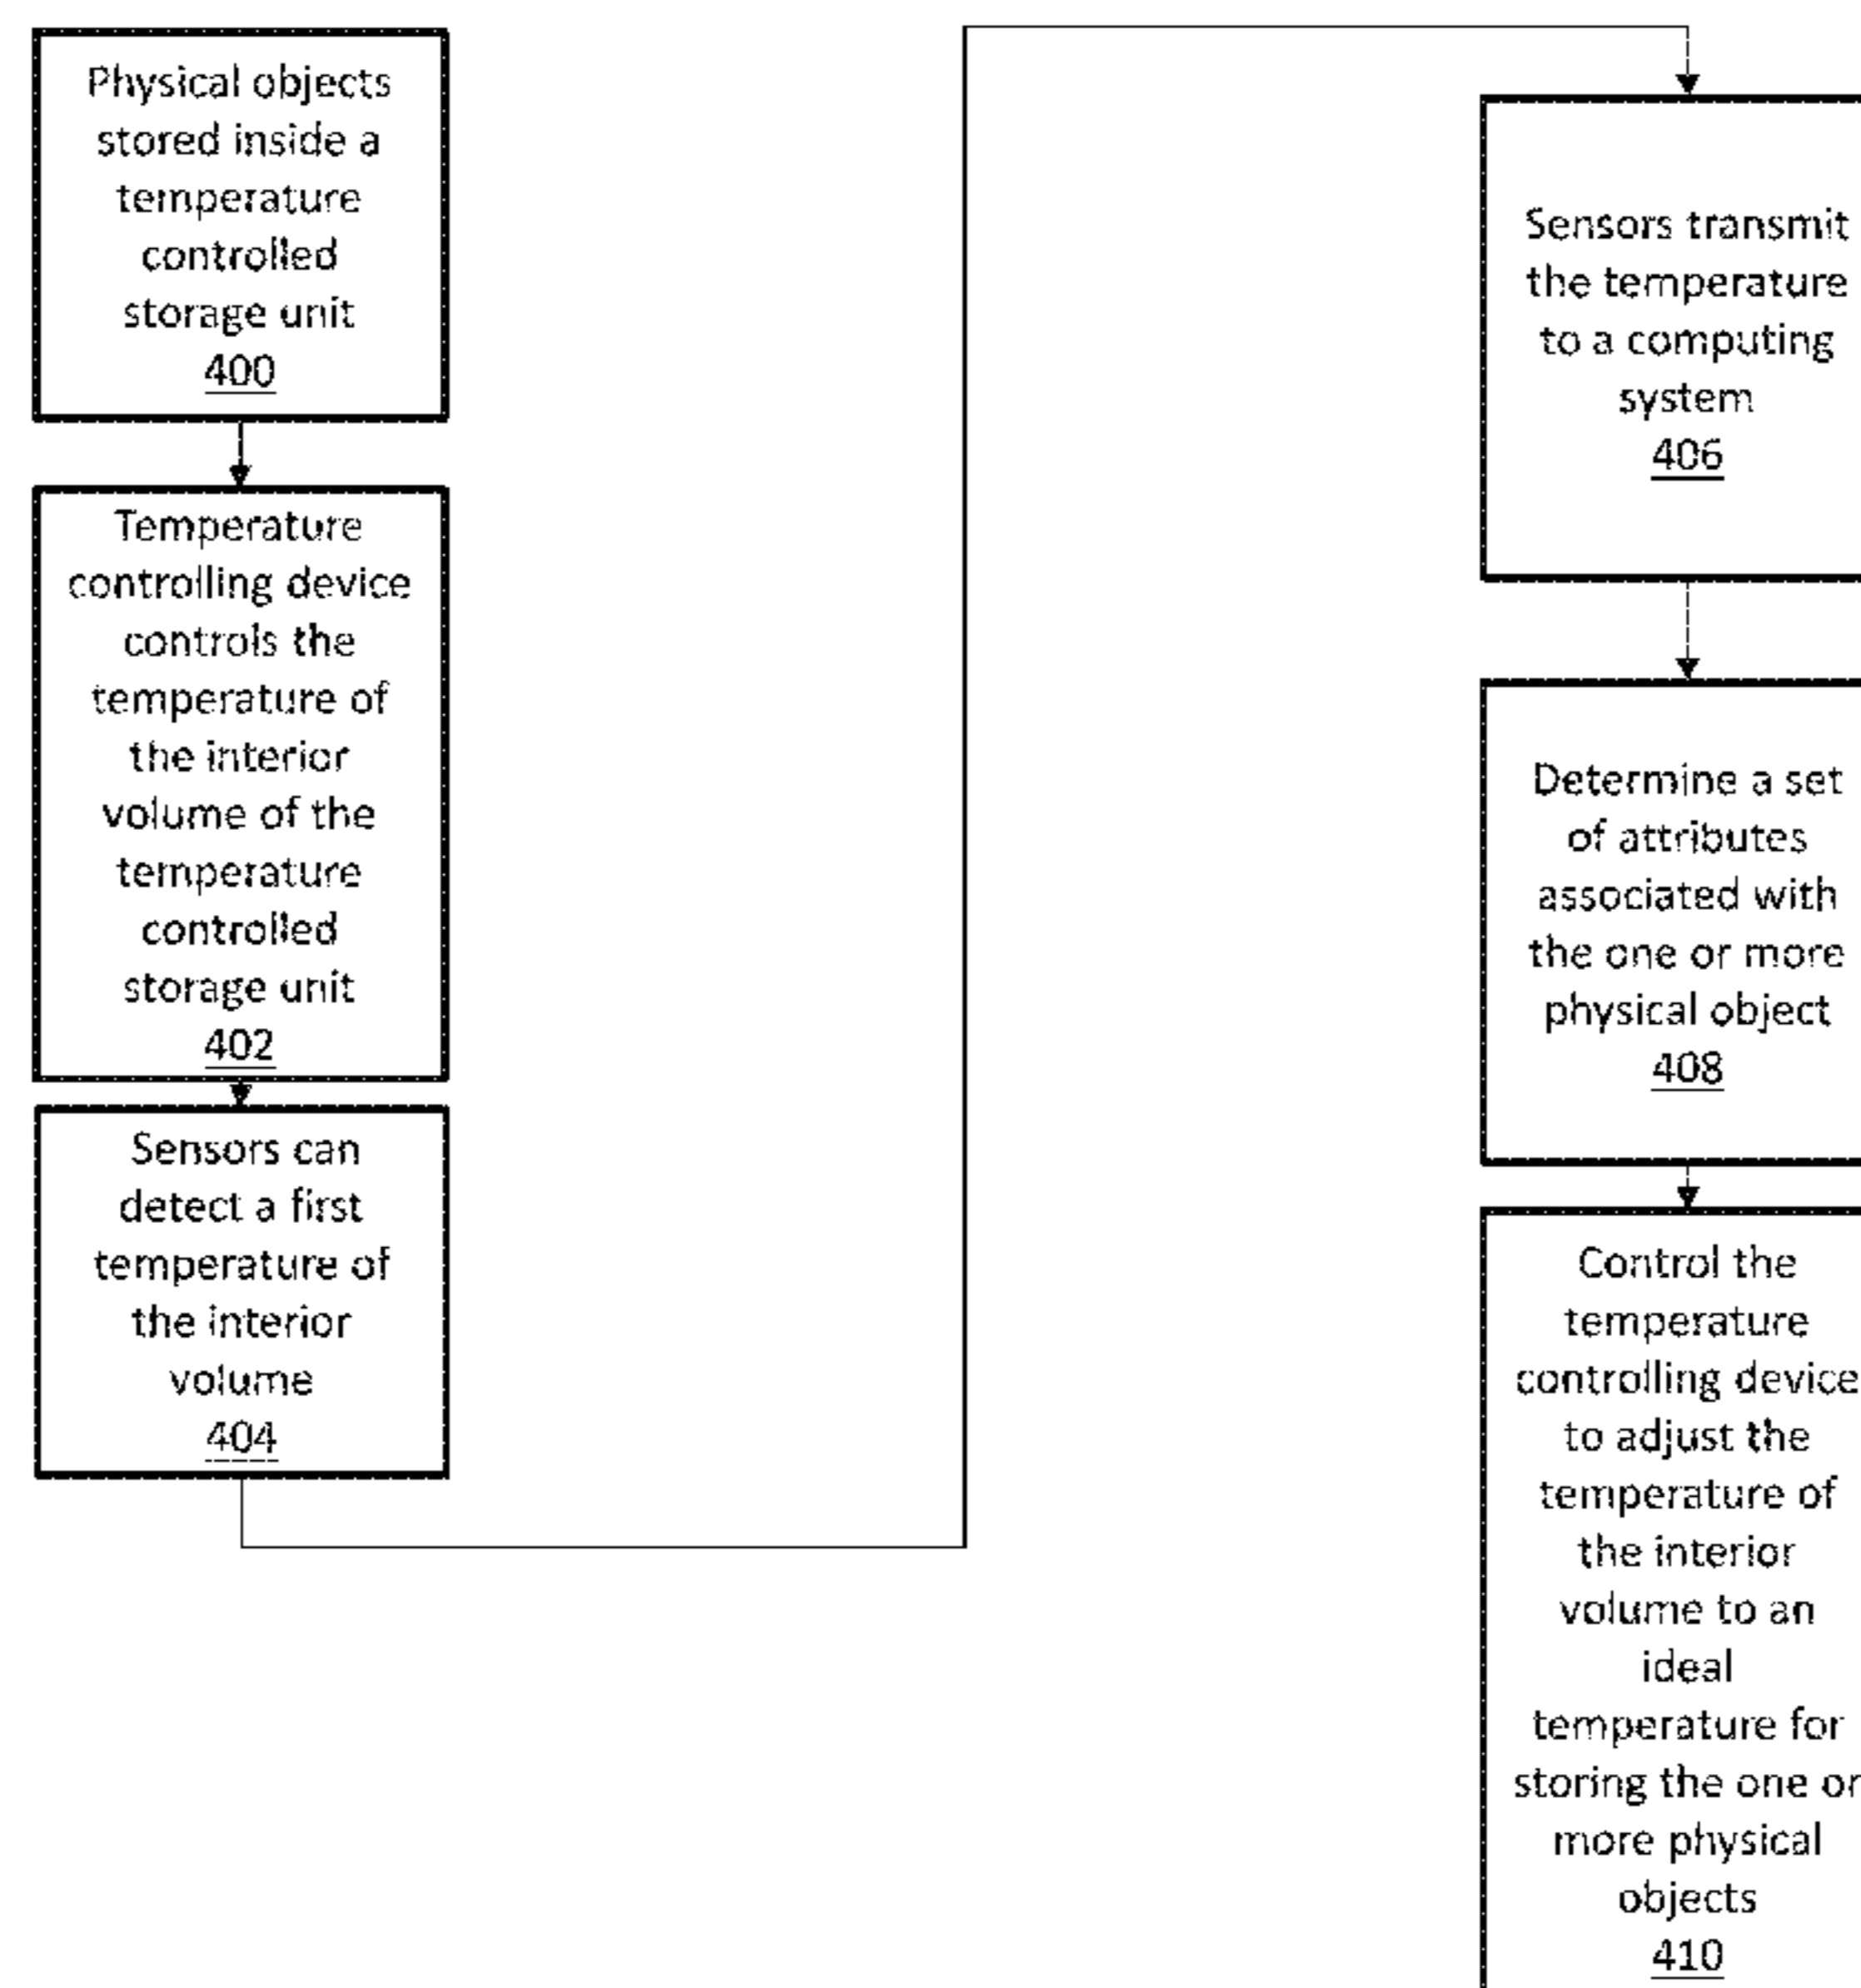 Physical objects
stored inside a
temperature
controlled
storage unit
400
Temperature
controlling device
controls the
temperature of
the interior
volume of the
temperature
controlled
storage unit
402
Sensors can
detect a first
temperature of
the interior
volume
404
Sensors transmit
the temperature
to a computing
system
406
Determine a set
of attributes
associated with
the one or more
physical object
408
Control the
temperature
controlling device
to adjust the
temperature of
the interior
volume to an
ideal
temperature for
storing the one or
more physical
objects
410